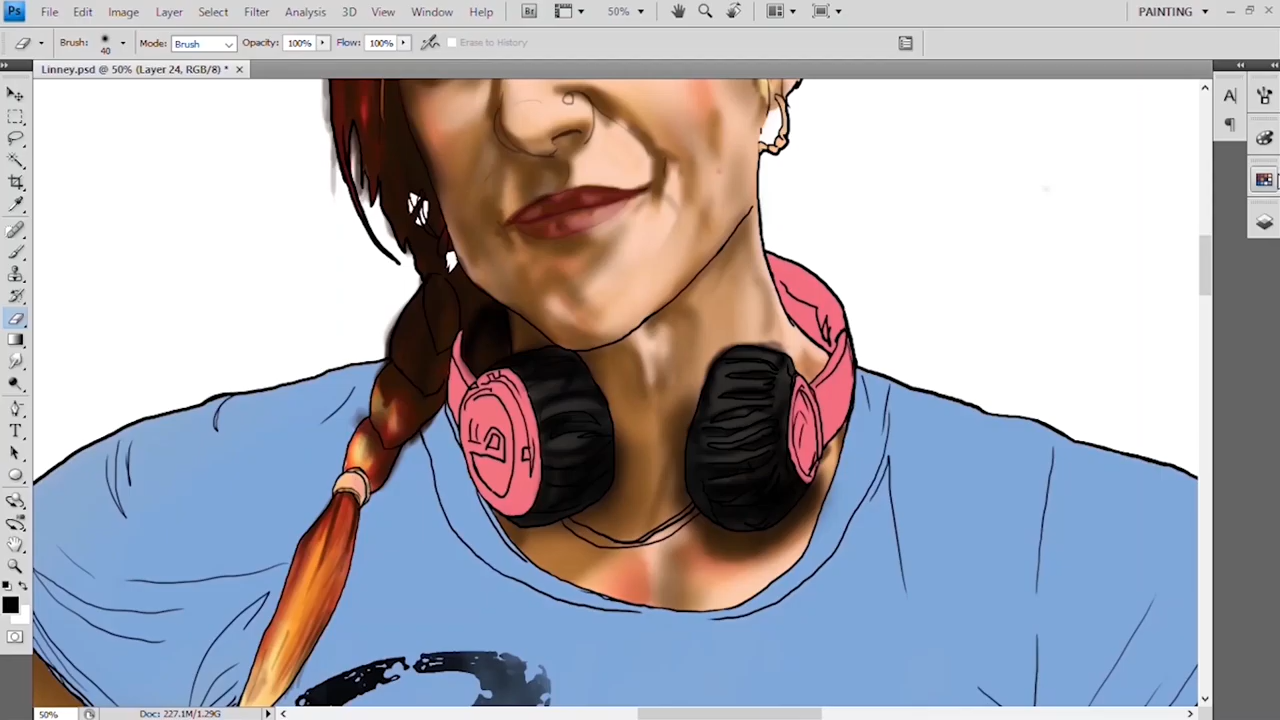 Ps File Edit Image Layer Select Filter Analysis 3D View Window Help Br 50% PAINTING
Brush: 40 Mode: Brush Opacity: 100% Flow: 100% Erase to History
Linney.psd @ 50% (Layer 24, RGB/8) *
A
T
50% Doc: 227.1M/1.29G